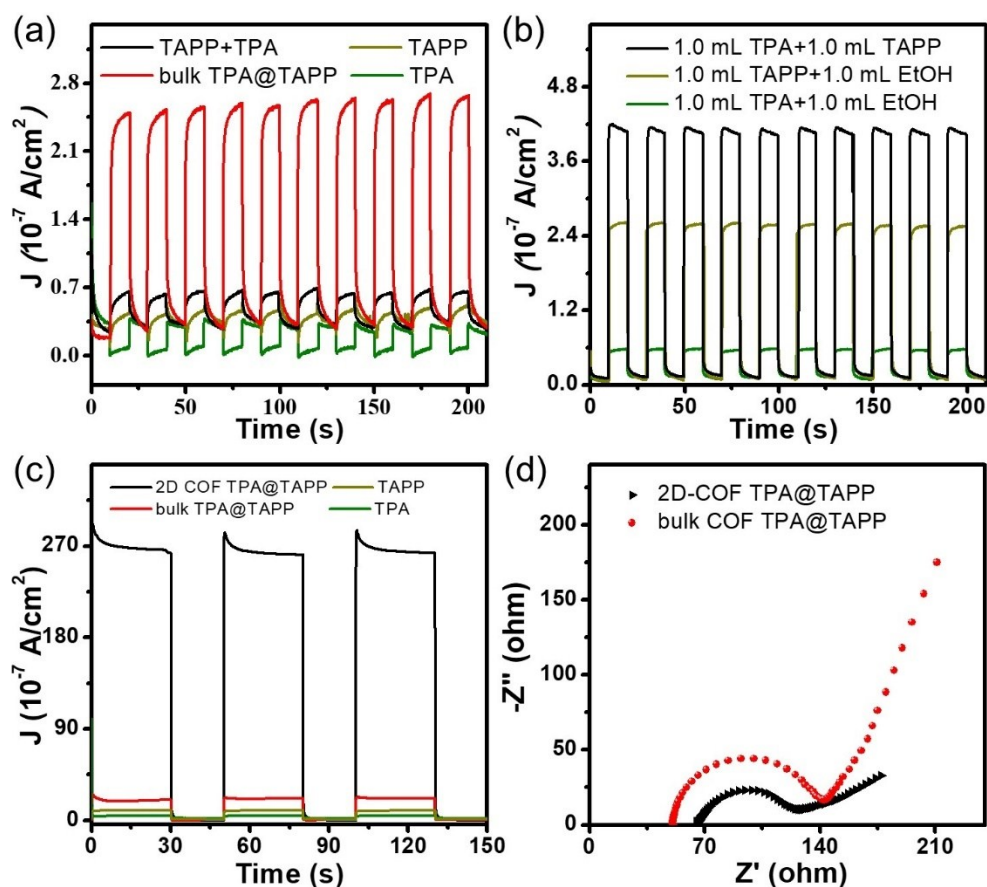 (a)
TAPP+TPA TAPP
bulk TPA@TAPP TPA
2.8
2.1
1.4
0.7
0.0
J (10⁻⁷ A/cm²)
0 50 100 150 200
Time (s)
(b)
1.0 mL TPA+1.0 mL TAPP
1.0 mL TAPP+1.0 mL EtOH
1.0 mL TPA+1.0 mL EtOH
4.8
3.6
2.4
1.2
0.0
J (10⁻⁷ A/cm²)
0 50 100 150 200
Time (s)
(c)
2D COF TPA@TAPP TAPP
bulk TPA@TAPP TPA
270
180
90
0
J (10⁻⁷ A/cm²)
0 30 60 90 120 150
Time (s)
(d)
2D-COF TPA@TAPP
bulk COF TPA@TAPP
200
150
100
50
0
-Z" (ohm)
0 70 140 210
Z' (ohm)